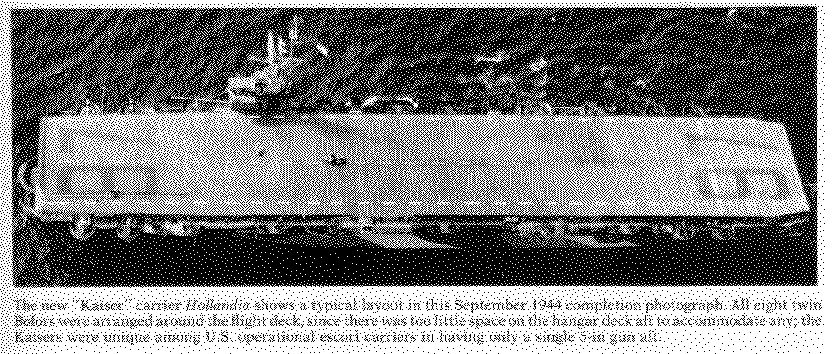 The new "Kaiser" carrier Hollandia shows a typical layout in this September 1944 completion photograph. All eight twin
Bofors were arranged around the flight deck, since there was too little space on the hangar deck aft to accommodate any; the
Kaisers were unique among U.S. operational escort carriers in having only a single 5-in gun aft.